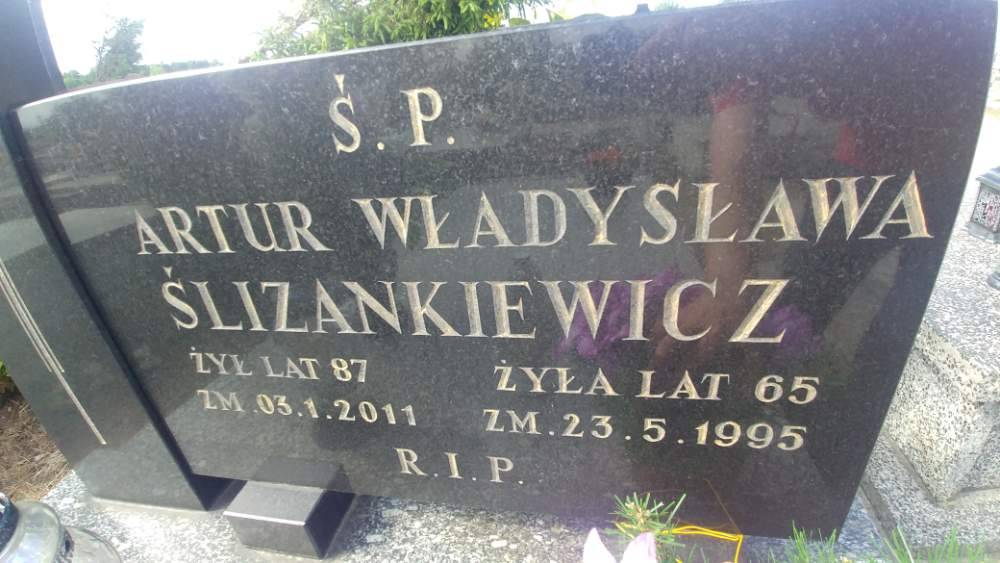 Ś. P.
ARTUR WŁADYSŁAWA
ŚLIZANKIEWICZ
ŻYŁ LAT 87 ŻYŁA LAT 65
ZM.03.1.2011 ZM.23.5.1995
R.I.P.